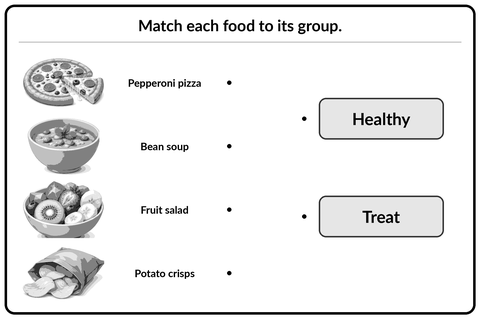 Match each food to its group.
Pepperoni pizza
Healthy
Bean soup
Fruit salad
Treat
Potato crisps